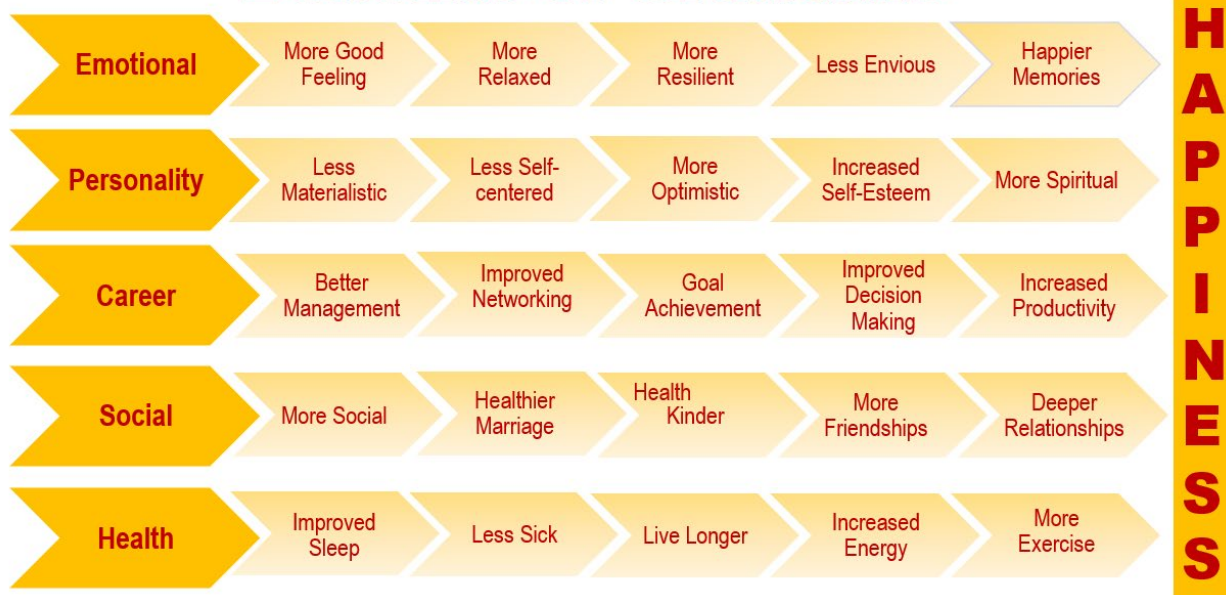 Emotional
More Good
Feeling
More
Relaxed
More
Resilient
Less Envious
Happier
Memories
Personality
Less
Materialistic
Less Self-
centered
More
Optimistic
Increased
Self-Esteem
More Spiritual
Career
Better
Management
Improved
Networking
Goal
Achievement
Improved
Decision
Making
Increased
Productivity
Social
More Social
Healthier
Marriage
Health
Kinder
More
Friendships
Deeper
Relationships
Health
Improved
Sleep
Less Sick
Live Longer
Increased
Energy
More
Exercise
HAPPINESS